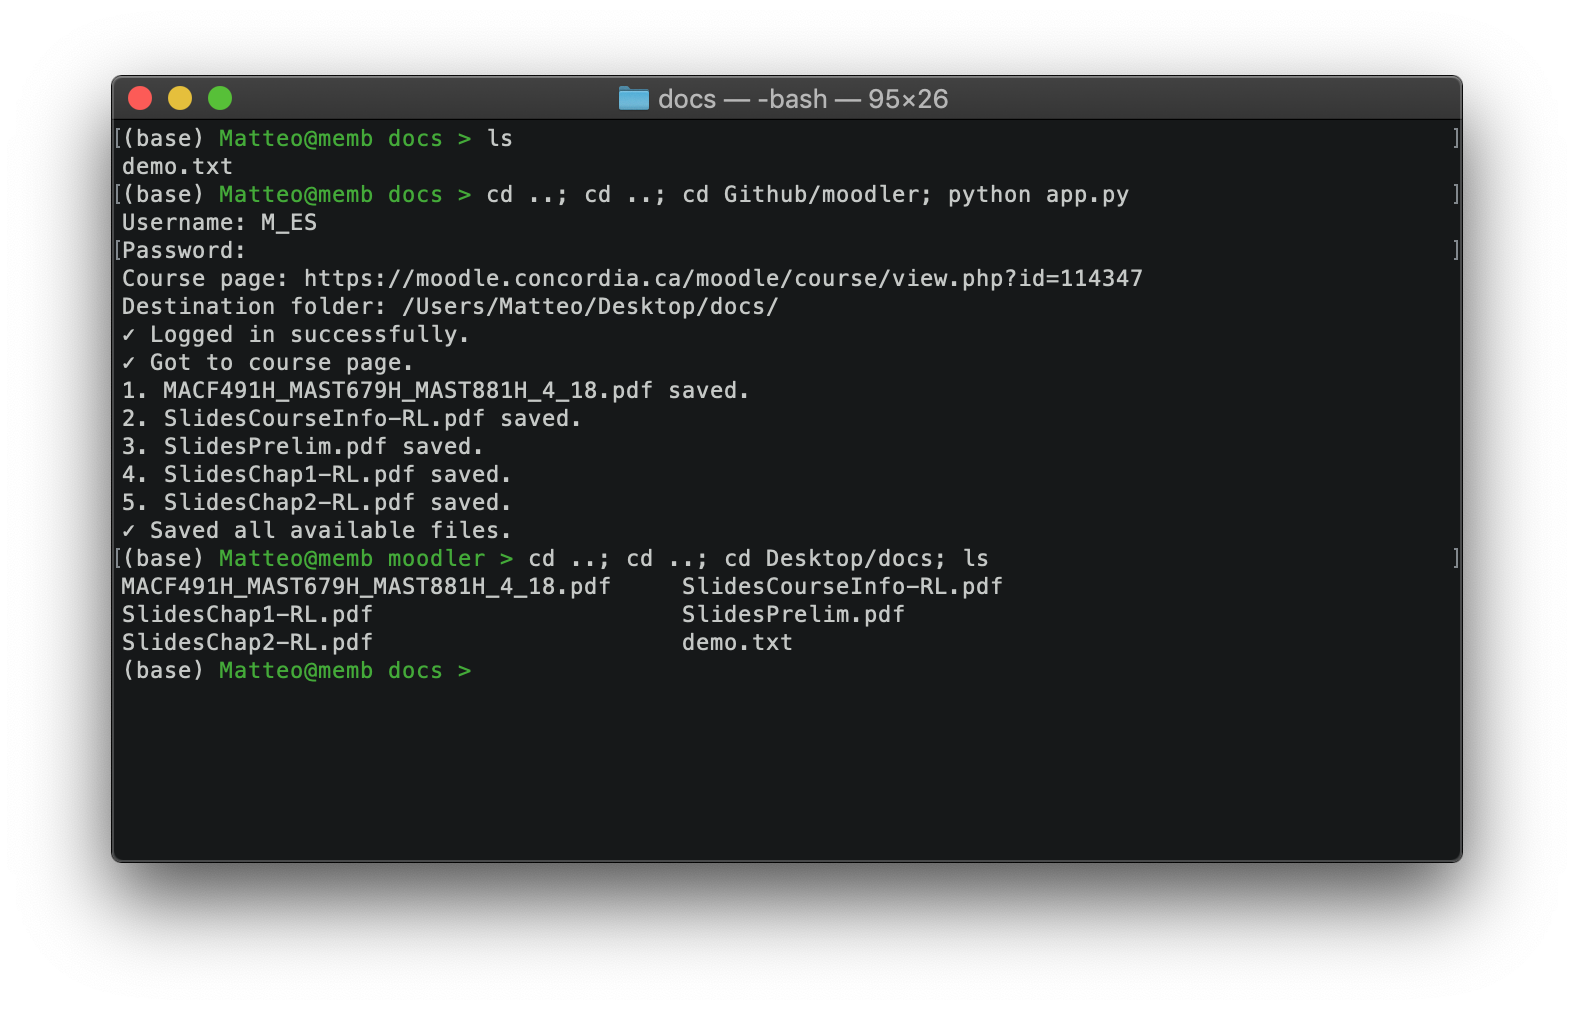 docs — -bash — 95×26
[(base) Matteo@memb docs > ls ]
demo.txt
[(base) Matteo@memb docs > cd ..; cd ..; cd Github/moodler; python app.py ]
Username: M_ES
[Password: ]
Course page: https://moodle.concordia.ca/moodle/course/view.php?id=114347
Destination folder: /Users/Matteo/Desktop/docs/
✓ Logged in successfully.
✓ Got to course page.
1. MACF491H_MAST679H_MAST881H_4_18.pdf saved.
2. SlidesCourseInfo-RL.pdf saved.
3. SlidesPrelim.pdf saved.
4. SlidesChap1-RL.pdf saved.
5. SlidesChap2-RL.pdf saved.
✓ Saved all available files.
[(base) Matteo@memb moodler > cd ..; cd ..; cd Desktop/docs; ls ]
MACF491H_MAST679H_MAST881H_4_18.pdf SlidesCourseInfo-RL.pdf
SlidesChap1-RL.pdf SlidesPrelim.pdf
SlidesChap2-RL.pdf demo.txt
(base) Matteo@memb docs >